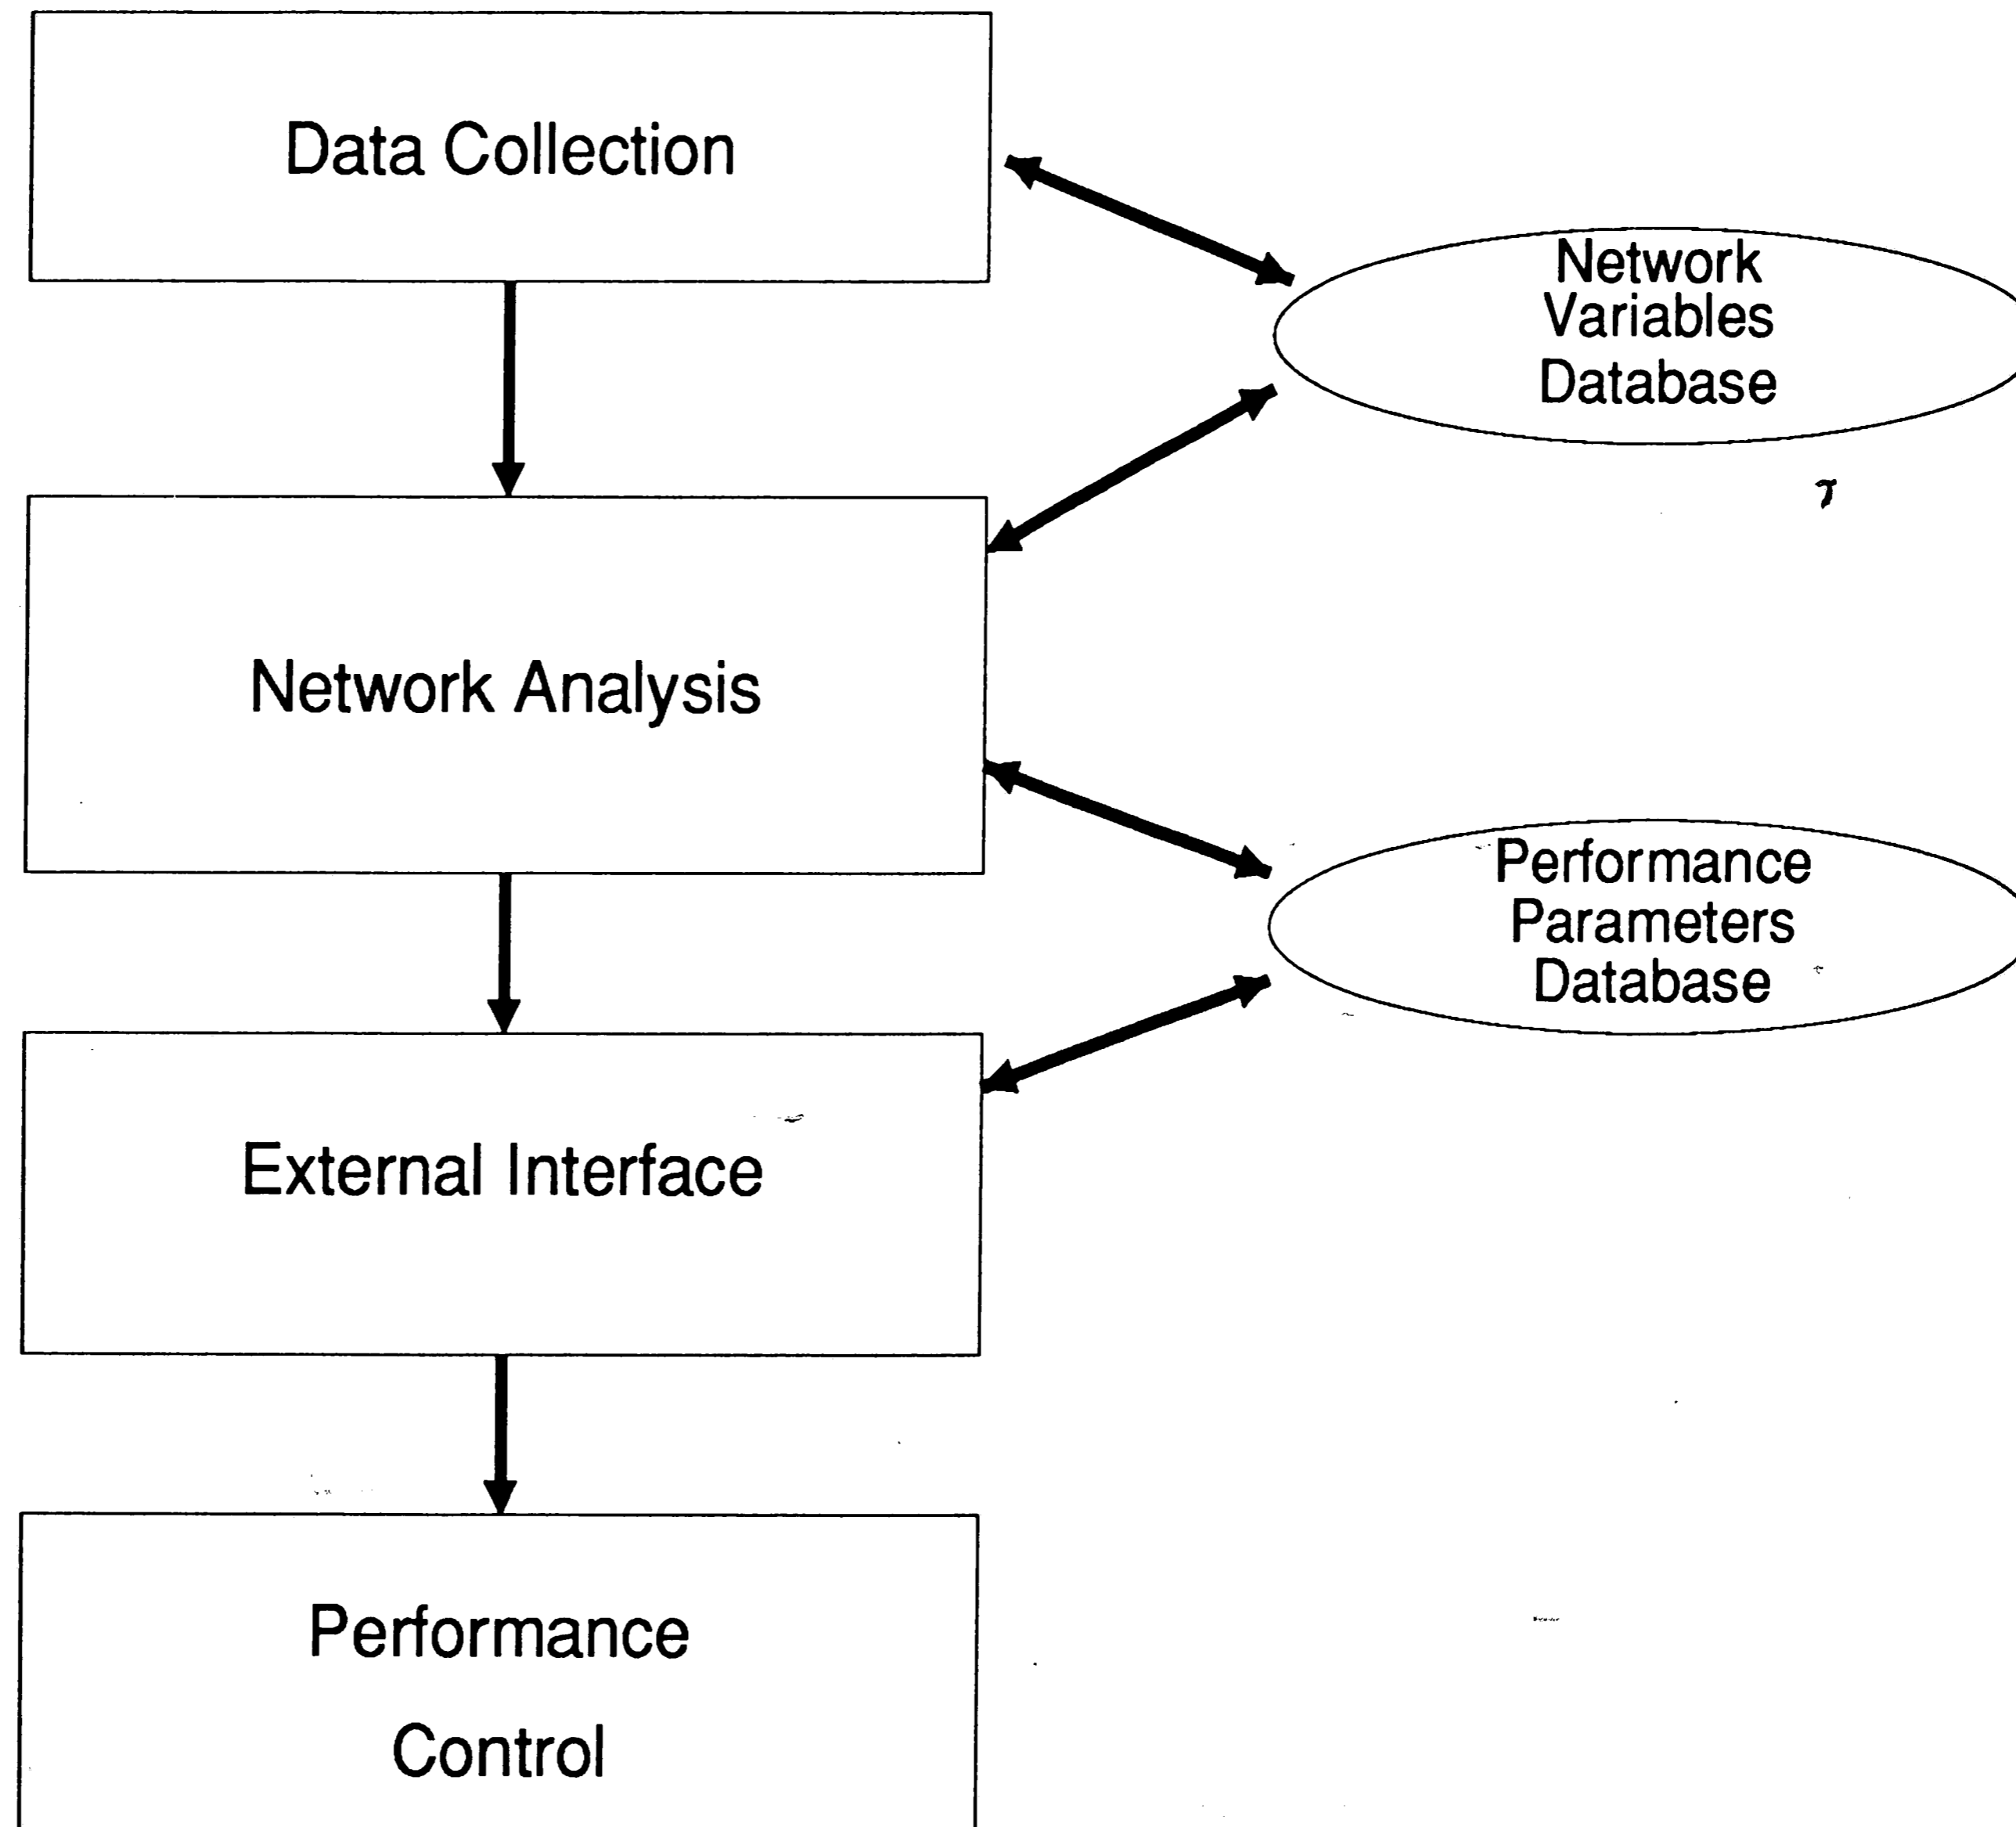 Data Collection
Network
Variables
Database
Network Analysis
Performance
Parameters
Database
External Interface
Performance
Control